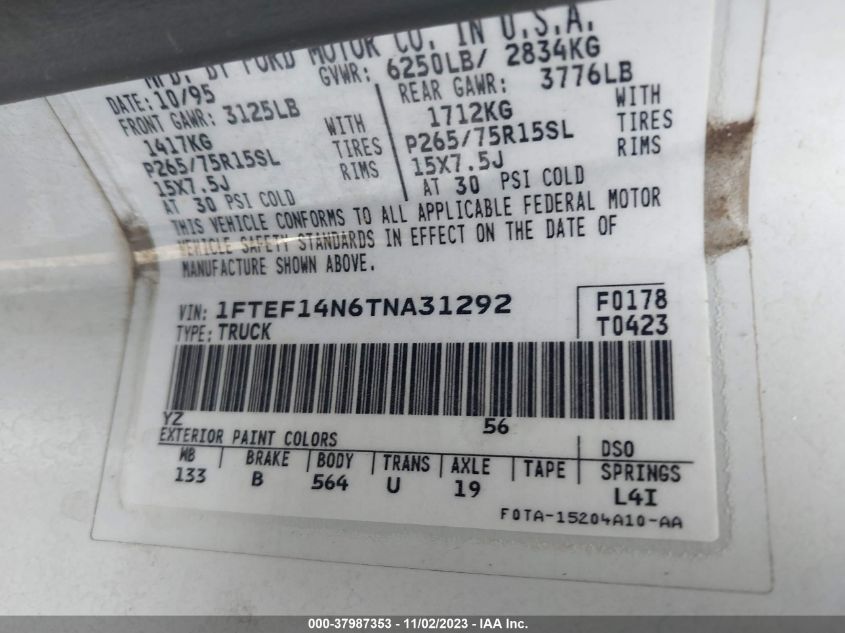 MFD. BY FORD MOTOR CO. IN U.S.A.
DATE: 10/95 GVWR: 6250LB/ 2834KG
FRONT GAWR: 3125LB REAR GAWR: 3776LB
1417KG WITH 1712KG WITH
P265/75R15SL TIRES P265/75R15SL TIRES
15X7.5J RIMS 15X7.5J RIMS
AT 30 PSI COLD AT 30 PSI COLD
THIS VEHICLE CONFORMS TO ALL APPLICABLE FEDERAL MOTOR
VEHICLE SAFETY STANDARDS IN EFFECT ON THE DATE OF
MANUFACTURE SHOWN ABOVE.
VIN: 1FTEF14N6TNA31292 F0178
TYPE: TRUCK T0423
YZ 56
EXTERIOR PAINT COLORS DSO
WB BRAKE BODY TRANS AXLE TAPE SPRINGS
133 B 564 U 19 L4I
F0TA-15204A10-AA
000-37987353 - 11/02/2023 - IAA Inc.